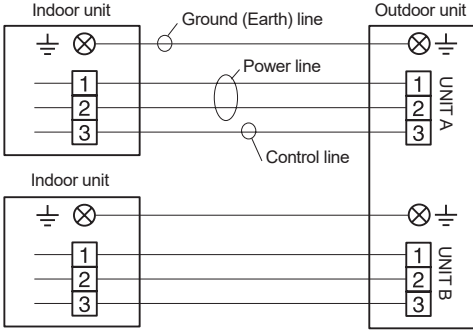 Indoor unit
Outdoor unit
Ground (Earth) line
Power line
1
2
3
1
2
3
UNIT A
Control line
Indoor unit
1
2
3
1
2
3
UNIT B